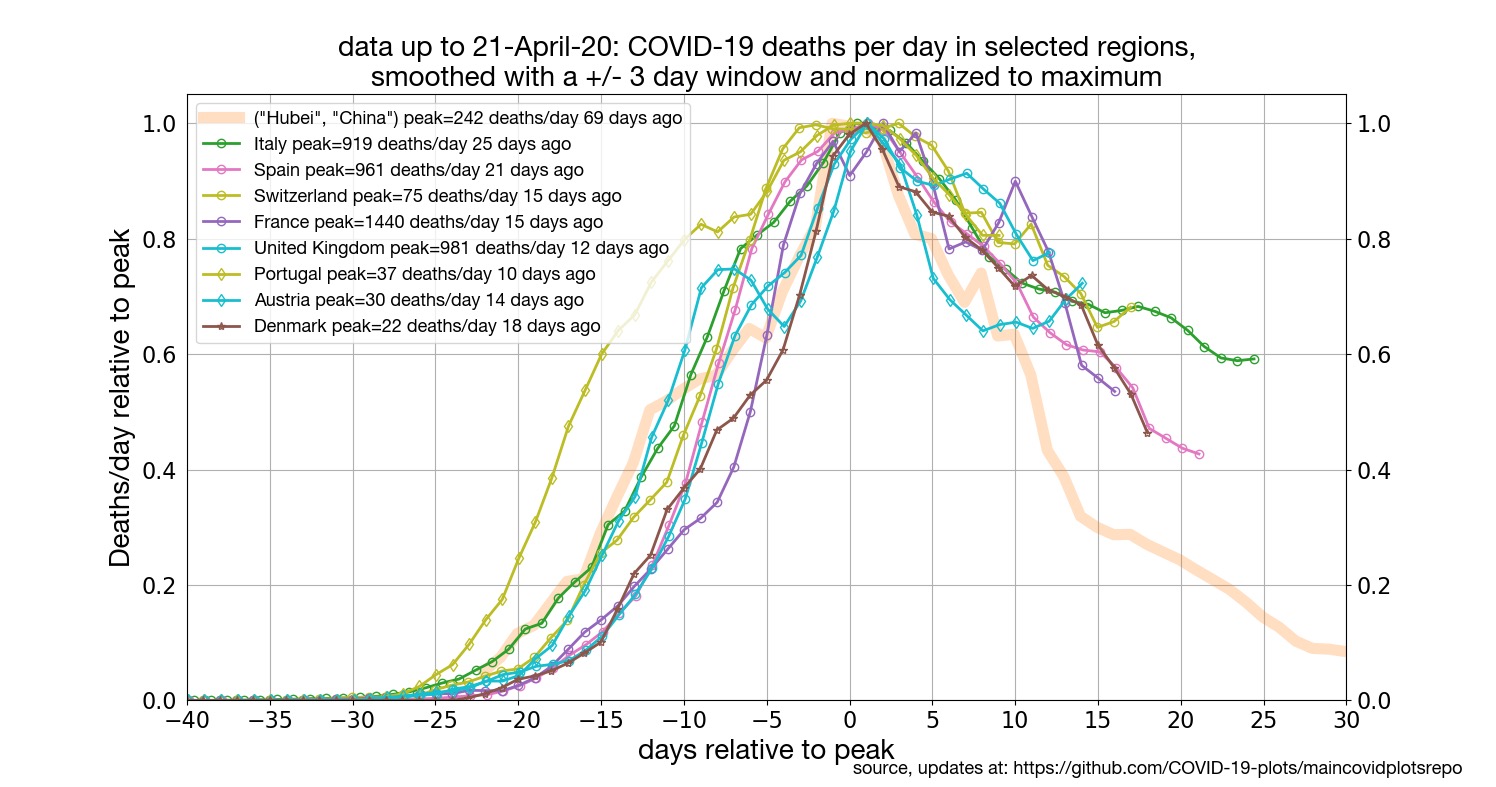 data up to 21-April-20: COVID-19 deaths per day in selected regions,
smoothed with a +/- 3 day window and normalized to maximum
("Hubei", "China") peak=242 deaths/day 69 days ago
Italy peak=919 deaths/day 25 days ago
Spain peak=961 deaths/day 21 days ago
Switzerland peak=75 deaths/day 15 days ago
France peak=1440 deaths/day 15 days ago
United Kingdom peak=981 deaths/day 12 days ago
Portugal peak=37 deaths/day 10 days ago
Austria peak=30 deaths/day 14 days ago
Denmark peak=22 deaths/day 18 days ago
Deaths/day relative to peak
1.0
0.8
0.6
0.4
0.2
0.0
1.0
0.8
0.6
0.4
0.2
0.0
−40 −35 −30 −25 −20 −15 −10 −5 0 5 10 15 20 25 30
days relative to peak
source, updates at: https://github.com/COVID-19-plots/maincovidplotsrepo